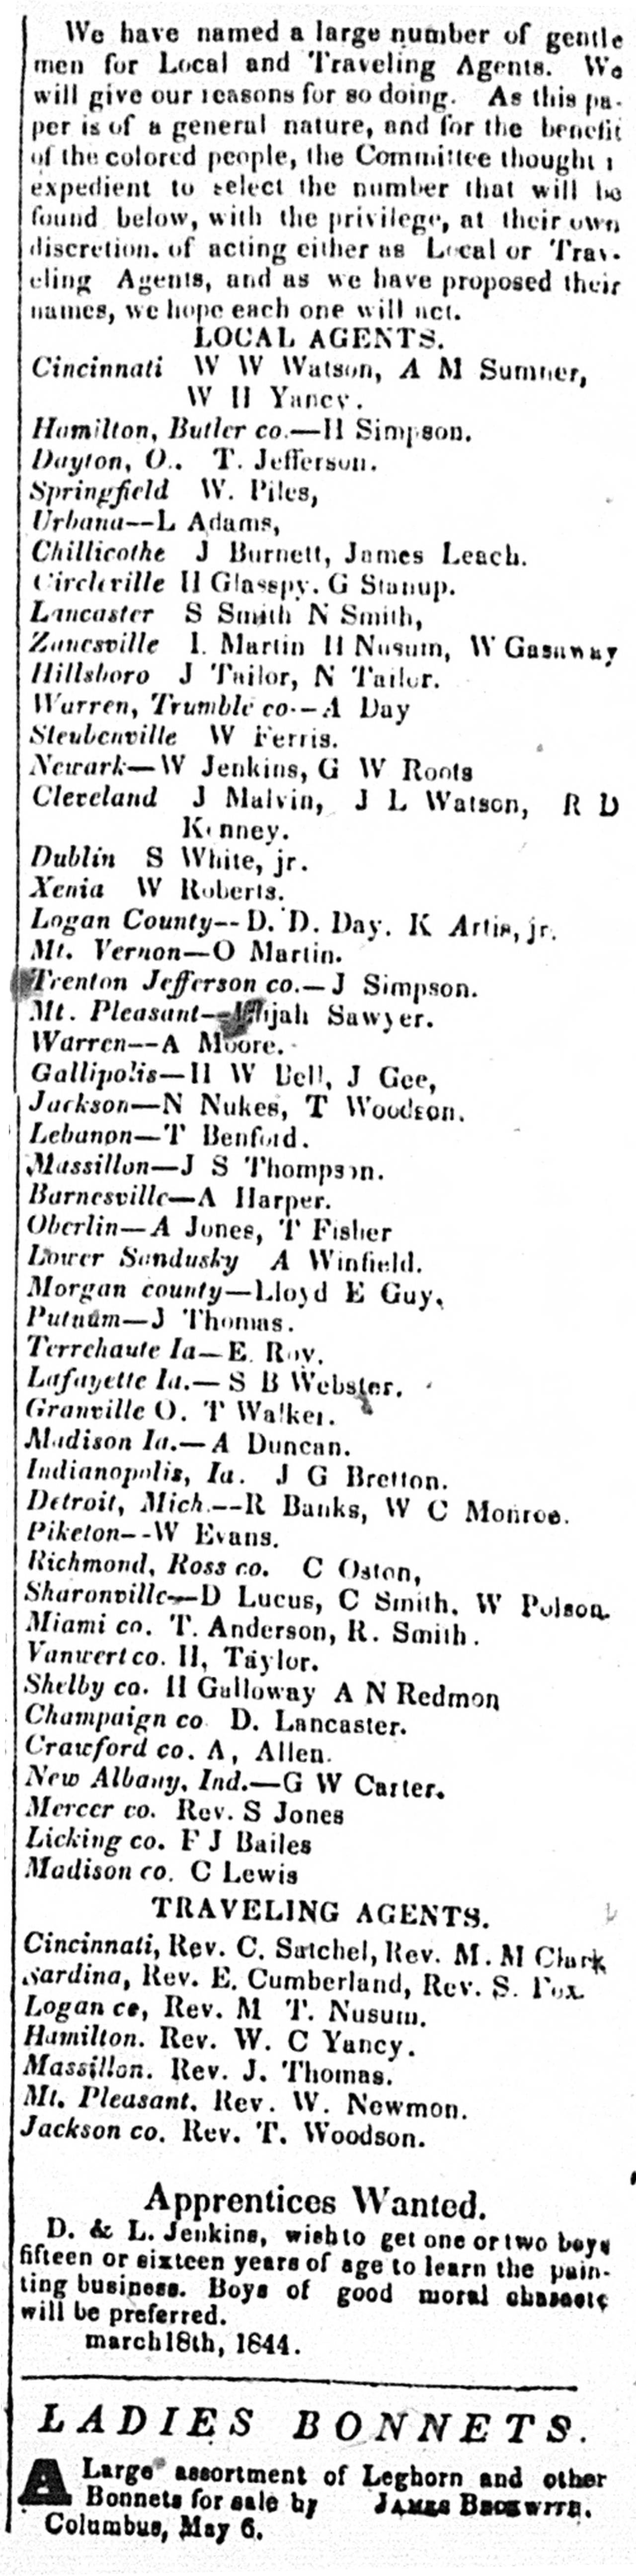 We have named a large number of gentle
men for Local and Traveling Agents. We
will give our reasons for so doing. As this pa-
per is of a general nature, and for the benefit
of the colored people, the Committee thought i
expedient to select the number that will be
found below, with the privilege, at their own
discretion. of acting either as Local or Trav-
eling Agents, and as we have proposed their
names, we hope each one will act.
LOCAL AGENTS.
Cincinnati W W Watson, A M Sumner,
W H Yancy.
Hamilton, Butler co.—H Simpson.
Dayton, O.. T. Jefferson.
Springfield W. Piles,
Urbana--L Adams,
Chillicothe J Burnett, James Leach.
Circleville H Glasspy. G Stanup.
Lancaster S Smith N Smith,
Zanesville I. Martin H Nusum, W Gasaway
Hillsboro J Tailor, N Tailor.
Warren, Trumble co-–A Day
Steubenville W Ferris.
Newark—W Jenkins, G W Roots
Cleveland J Malvin, J L Watson, R D
Kenney.
Dublin S White, jr.
Xenia W Roberts.
Logan County--D. D. Day. K Artis, jr.
Mt. Vernon—O Martin.
Trenton Jefferson co.—J Simpson.
Mt. Pleasant—Elijah Sawyer.
Warren--A Moore.
Gallipolis—H W Bell, J Gee,
Jackson—N Nukes, T Woodson.
Lebanon—T Benford.
Massillon—J S Thompson.
Barnesville—A Harper.
Oberlin—A Jones, T Fisher
Lower Sandusky A Winfield.
Morgan county—Lloyd E Guy,
Putnam—J Thomas.
Terrehaute Ia—E. Roy.
Lafayette Ia.—S B Webster.
Granville O. T Walker.
Madison Ia.—A Duncan.
Indianopolis, Ia. J G Bretton.
Detroit, Mich.--R Banks, W C Monroe.
Piketon--W Evans.
Richmond, Ross co. C Oston,
Sharonville-—D Lucus, C Smith. W Polson.
Miami co. T. Anderson, R. Smith.
Vanwert co. H, Taylor.
Shelby co. H Galloway A N Redmon
Champaign co D. Lancaster.
Crawford co. A, Allen.
New Albany, Ind.—G W Carter.
Mercer co. Rev. S Jones
Licking co. F J Bailes
Madison co. C Lewis
TRAVELING AGENTS.
Cincinnati, Rev. C. Satchel, Rev. M. M Clark
Sardina, Rev. E. Cumberland, Rev. S. Fox.
Logan co, Rev. M T. Nusum.
Hamilton. Rev. W. C Yancy.
Massillon. Rev. J. Thomas.
Mt. Pleasant. Rev. W. Newmon.
Jackson co. Rev. T. Woodson.
Apprentices Wanted.
D. & L. Jenkins, wish to get one or two boys
fifteen or sixteen years of age to learn the pain-
ting business. Boys of good moral
will be preferred.
march 18th, 1844.
LADIES BONNETS.
A Large assortment of Leghorn and other
Bonnets for sale by JAMES BECKWITH.
Columbus, May 6.